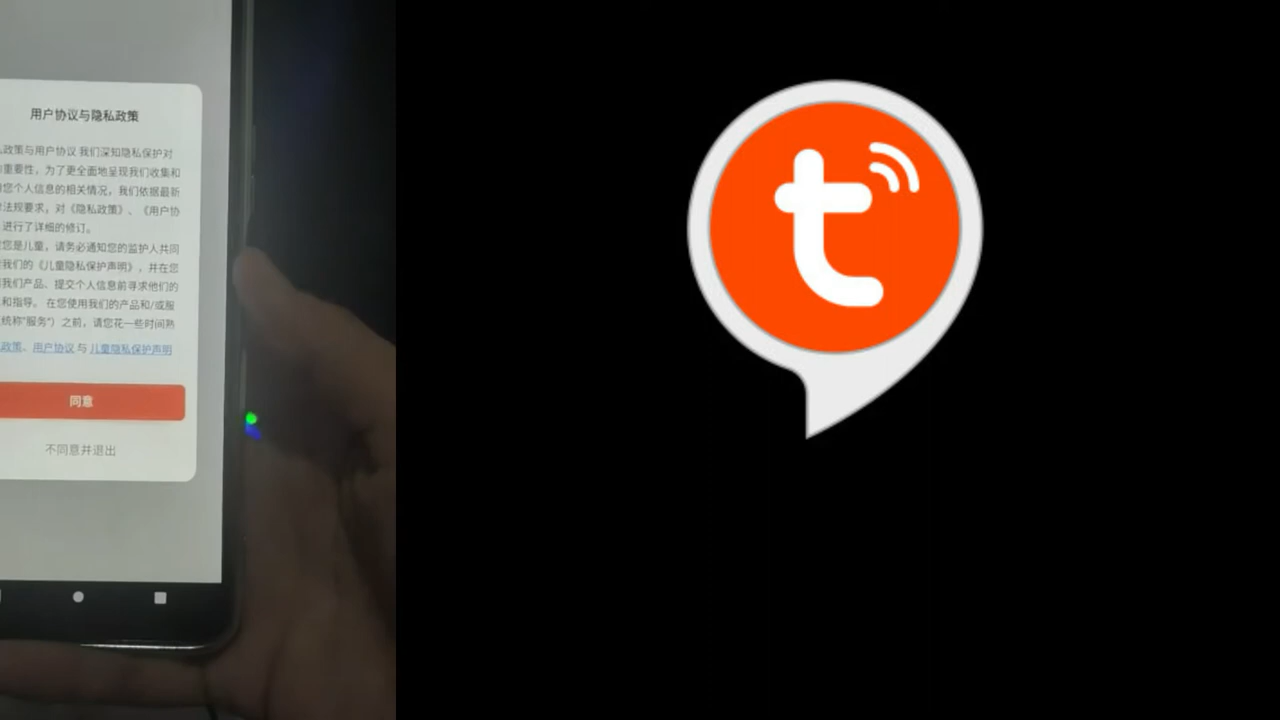 用户协议与隐私政策
政策与用户协议 我们深知隐私保护对
重要性，为了更全面地呈现我们收集和
您个人信息的相关情况，我们依据最新
法规要求，对《隐私政策》、《用户协
进行了详细的修订。
您是儿童，请务必通知您的监护人共同
我们的《儿童隐私保护声明》，并在您
我们产品、提交个人信息前寻求他们的
和指导。 在您使用我们的产品和/或服
统称"服务"）之前，请您花一些时间熟
政策、用户协议 与 儿童隐私保护声明
同意
不同意并退出
t